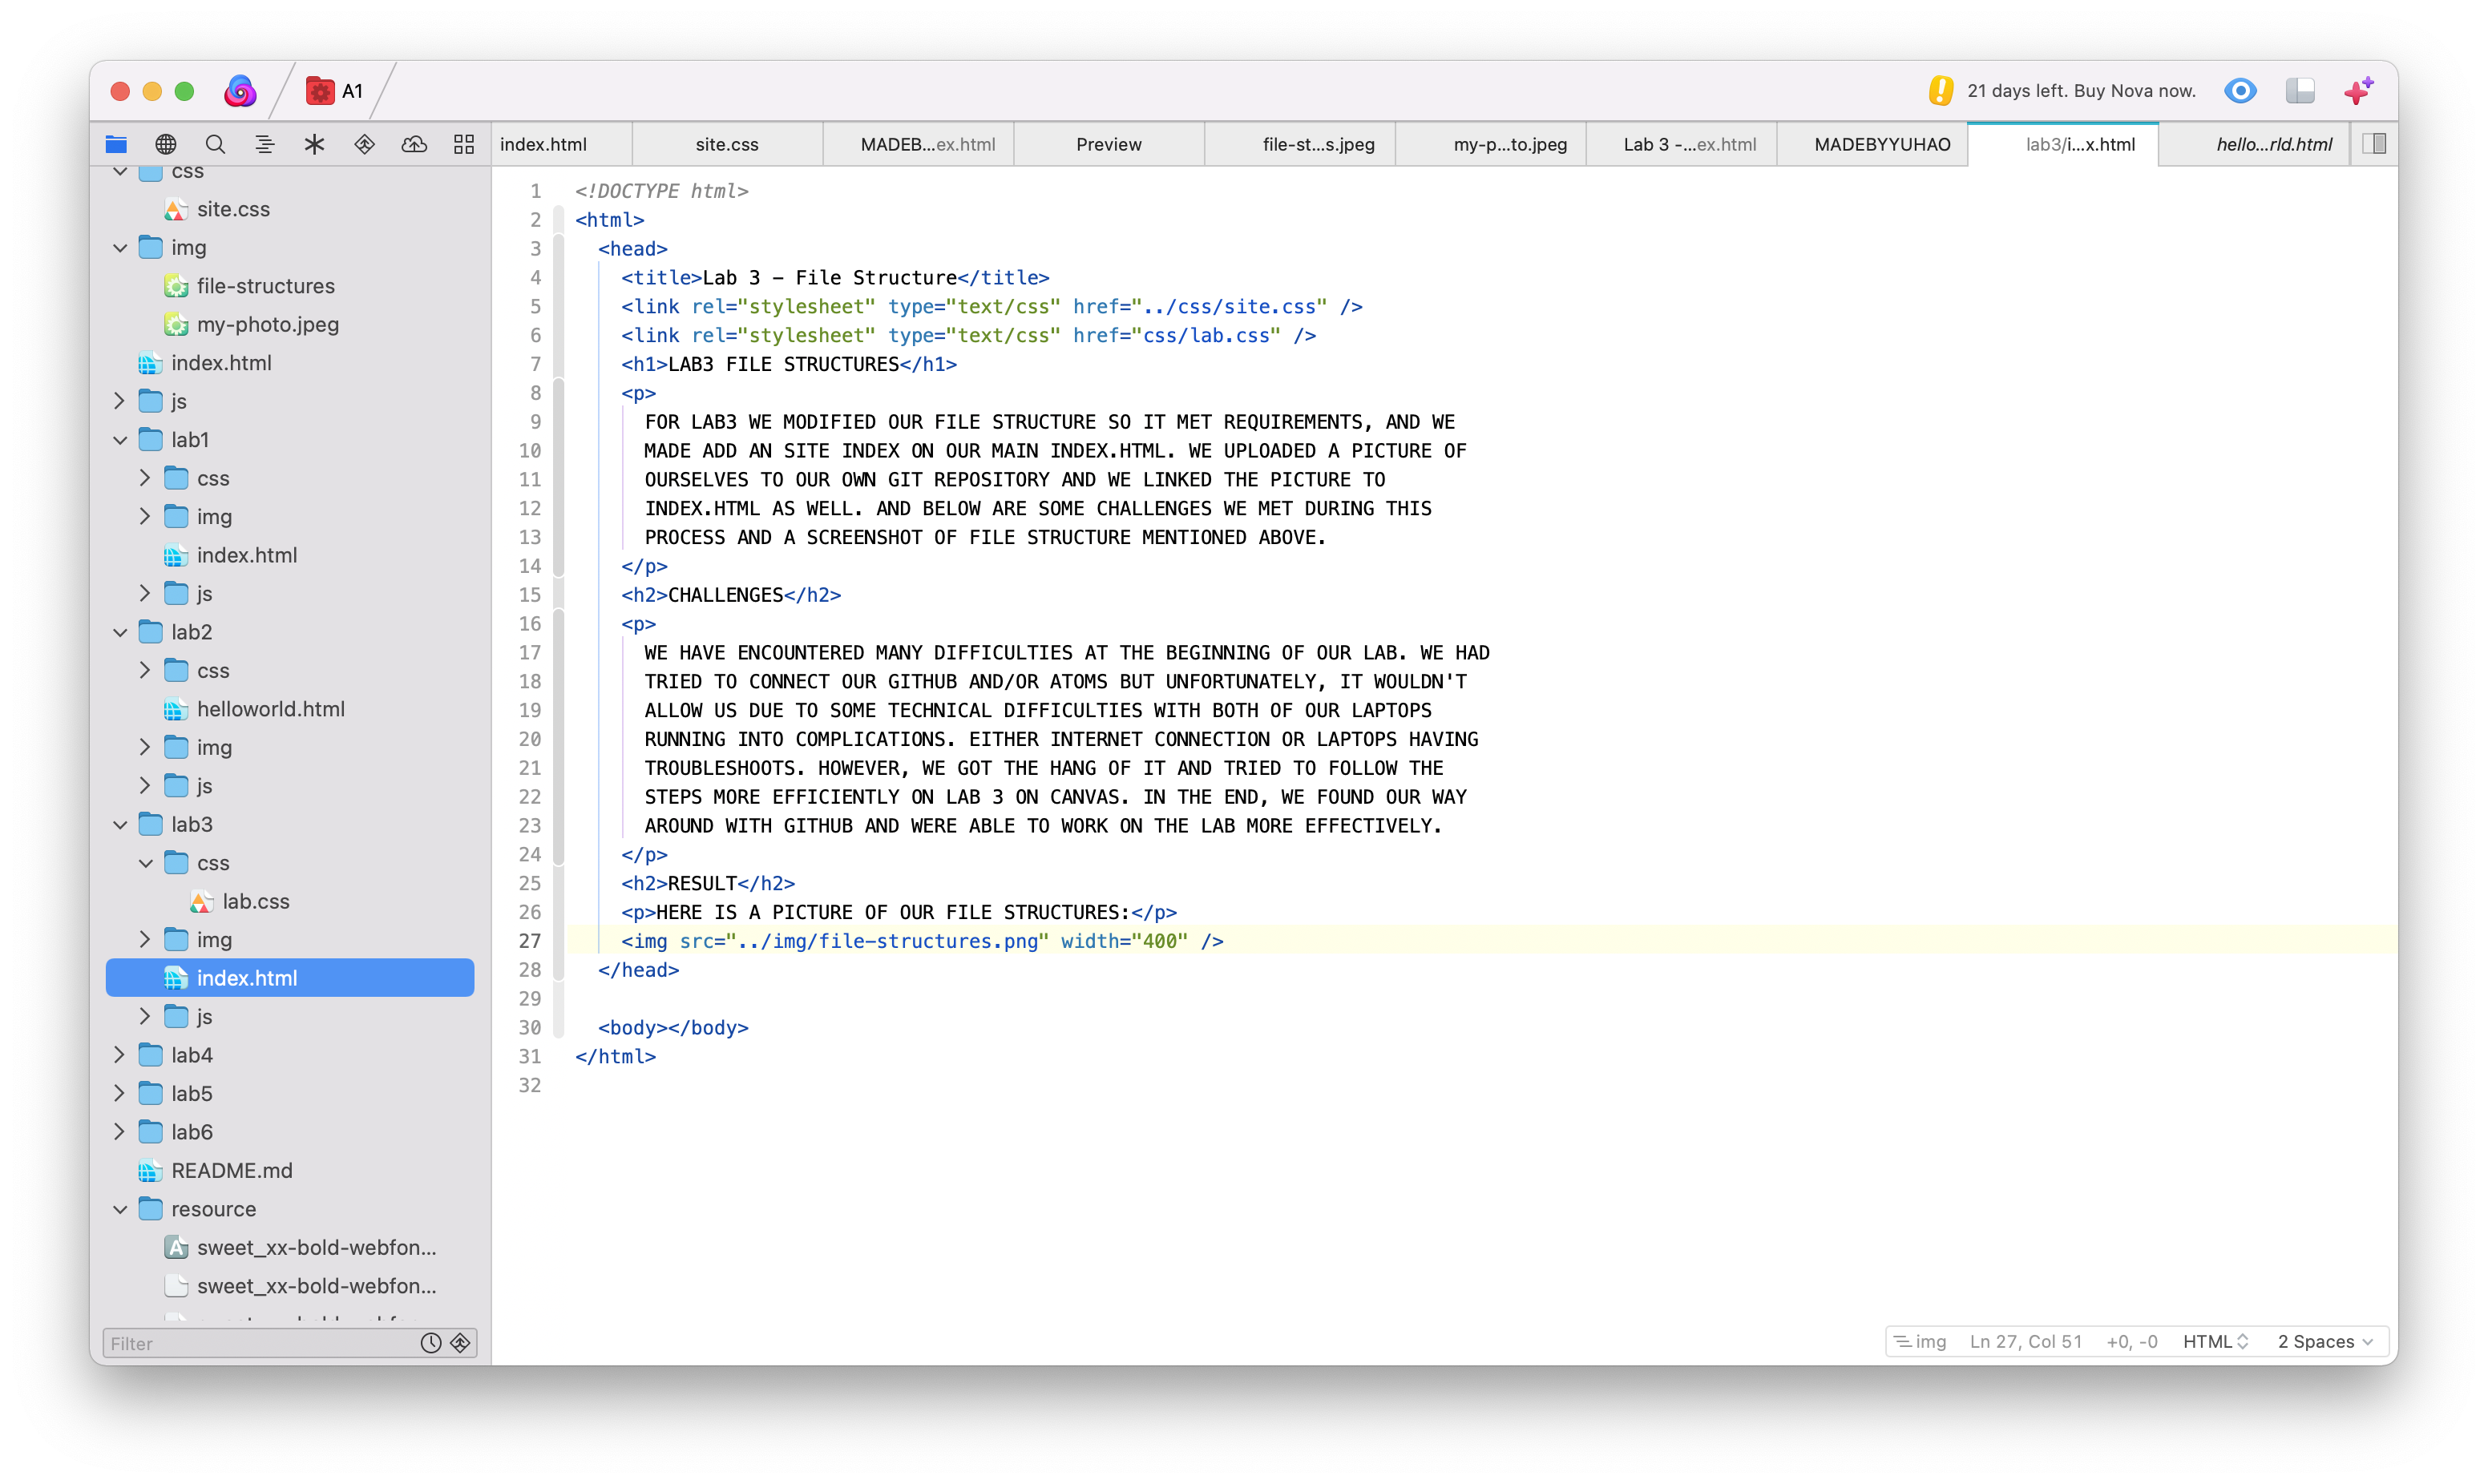 A1
21 days left. Buy Nova now.
index.html
site.css
MADEB...ex.html
Preview
file-st...s.jpeg
my-p...to.jpeg
Lab 3 -...ex.html
MADEBYYUHAO
lab3/i...x.html
hello...rld.html
css
site.css
img
file-structures
my-photo.jpeg
index.html
js
lab1
css
img
index.html
js
lab2
css
helloworld.html
img
js
lab3
css
lab.css
img
index.html
js
lab4
lab5
lab6
README.md
resource
sweet_xx-bold-webfon...
sweet_xx-bold-webfon...
Filter
1 <!DOCTYPE html>
2 <html>
3 <head>
4 <title>Lab 3 - File Structure</title>
5 <link rel="stylesheet" type="text/css" href="../css/site.css" />
6 <link rel="stylesheet" type="text/css" href="css/lab.css" />
7 <h1>LAB3 FILE STRUCTURES</h1>
8 <p>
9 FOR LAB3 WE MODIFIED OUR FILE STRUCTURE SO IT MET REQUIREMENTS, AND WE
10 MADE ADD AN SITE INDEX ON OUR MAIN INDEX.HTML. WE UPLOADED A PICTURE OF
11 OURSELVES TO OUR OWN GIT REPOSITORY AND WE LINKED THE PICTURE TO
12 INDEX.HTML AS WELL. AND BELOW ARE SOME CHALLENGES WE MET DURING THIS
13 PROCESS AND A SCREENSHOT OF FILE STRUCTURE MENTIONED ABOVE.
14 </p>
15 <h2>CHALLENGES</h2>
16 <p>
17 WE HAVE ENCOUNTERED MANY DIFFICULTIES AT THE BEGINNING OF OUR LAB. WE HAD
18 TRIED TO CONNECT OUR GITHUB AND/OR ATOMS BUT UNFORTUNATELY, IT WOULDN'T
19 ALLOW US DUE TO SOME TECHNICAL DIFFICULTIES WITH BOTH OF OUR LAPTOPS
20 RUNNING INTO COMPLICATIONS. EITHER INTERNET CONNECTION OR LAPTOPS HAVING
21 TROUBLESHOOTS. HOWEVER, WE GOT THE HANG OF IT AND TRIED TO FOLLOW THE
22 STEPS MORE EFFICIENTLY ON LAB 3 ON CANVAS. IN THE END, WE FOUND OUR WAY
23 AROUND WITH GITHUB AND WERE ABLE TO WORK ON THE LAB MORE EFFECTIVELY.
24 </p>
25 <h2>RESULT</h2>
26 <p>HERE IS A PICTURE OF OUR FILE STRUCTURES:</p>
27 <img src="../img/file-structures.png" width="400" />
28 </head>
29
30 <body></body>
31 </html>
32
img
Ln 27, Col 51
+0, -0
HTML
2 Spaces